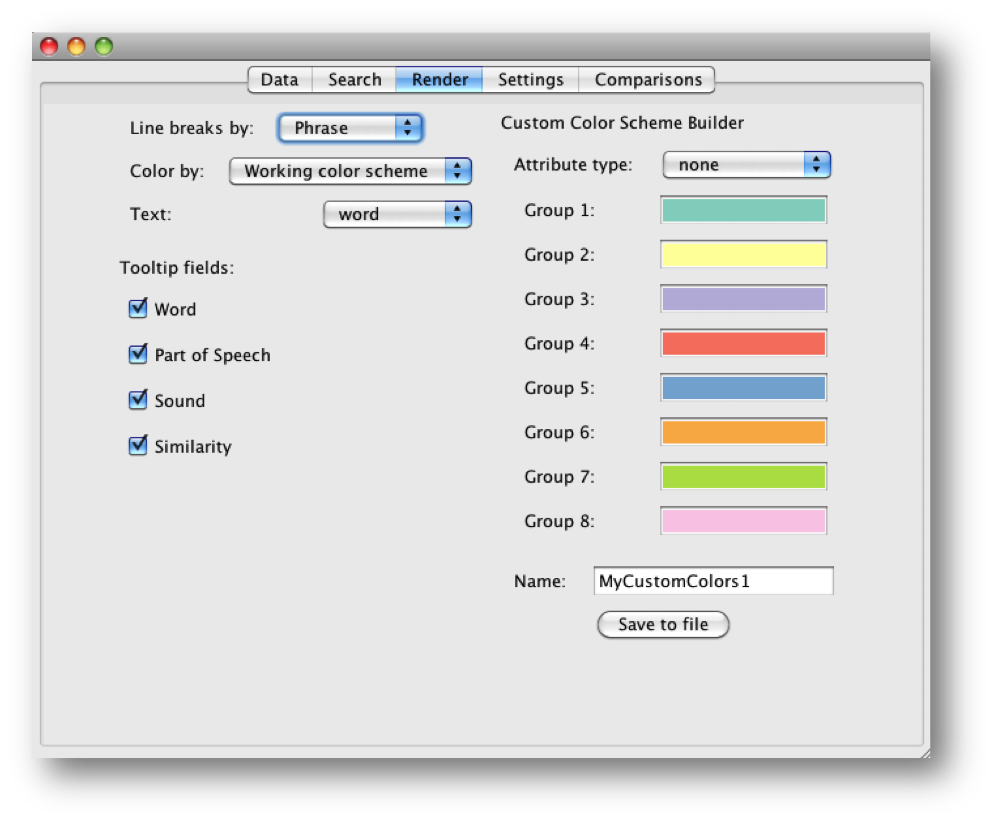 Data Search Render Settings Comparisons
Line breaks by: Phrase
Color by: Working color scheme
Text: word
Tooltip fields:
Word
Part of Speech
Sound
Similarity
Custom Color Scheme Builder
Attribute type: none
Group 1:
Group 2:
Group 3:
Group 4:
Group 5:
Group 6:
Group 7:
Group 8:
Name: MyCustomColors1
Save to file